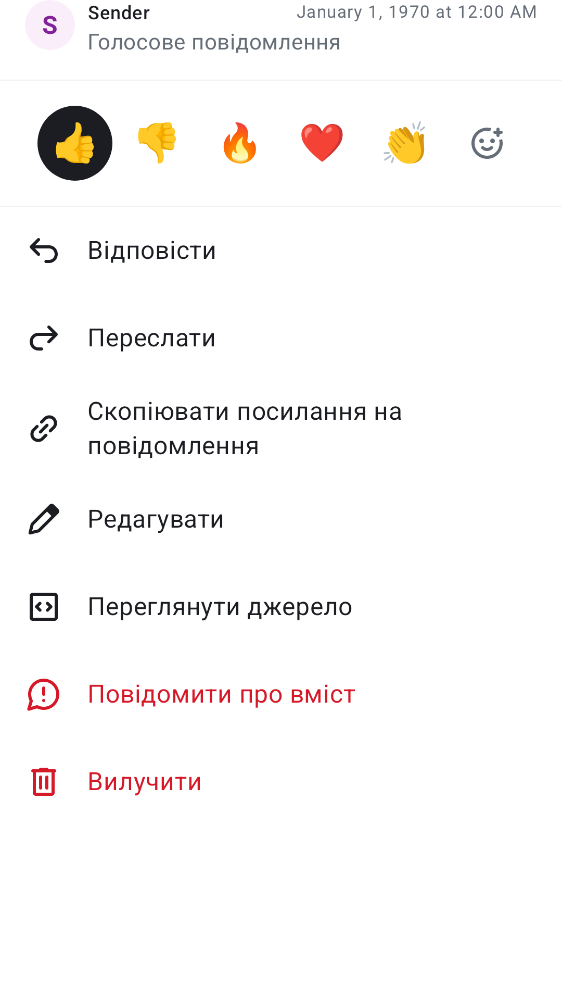 S
Sender
January 1, 1970 at 12:00 AM
Голосове повідомлення
Відповісти
Переслати
Скопіювати посилання на
повідомлення
Редагувати
Переглянути джерело
Повідомити про вміст
Вилучити